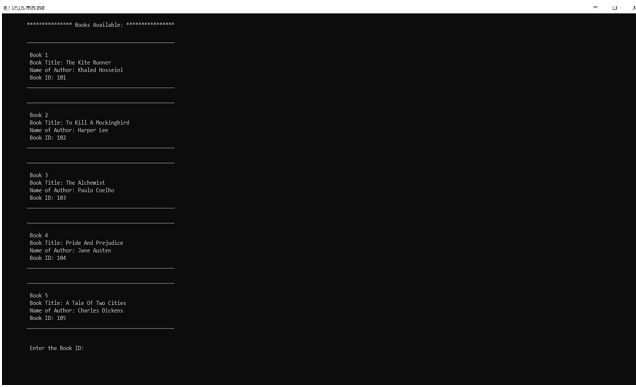 *************** Books Available: ***************
Book 1
Book Title: The Kite Runner
Name of Author: Khaled Hosseini
Book ID: 101
Book 2
Book Title: To Kill A Mockingbird
Name of Author: Harper Lee
Book ID: 102
Book 3
Book Title: The Alchemist
Name of Author: Paulo Coelho
Book ID: 103
Book 4
Book Title: Pride And Prejudice
Name of Author: Jane Austen
Book ID: 104
Book 5
Book Title: A Tale Of Two Cities
Name of Author: Charles Dickens
Book ID: 105
Enter the Book ID: